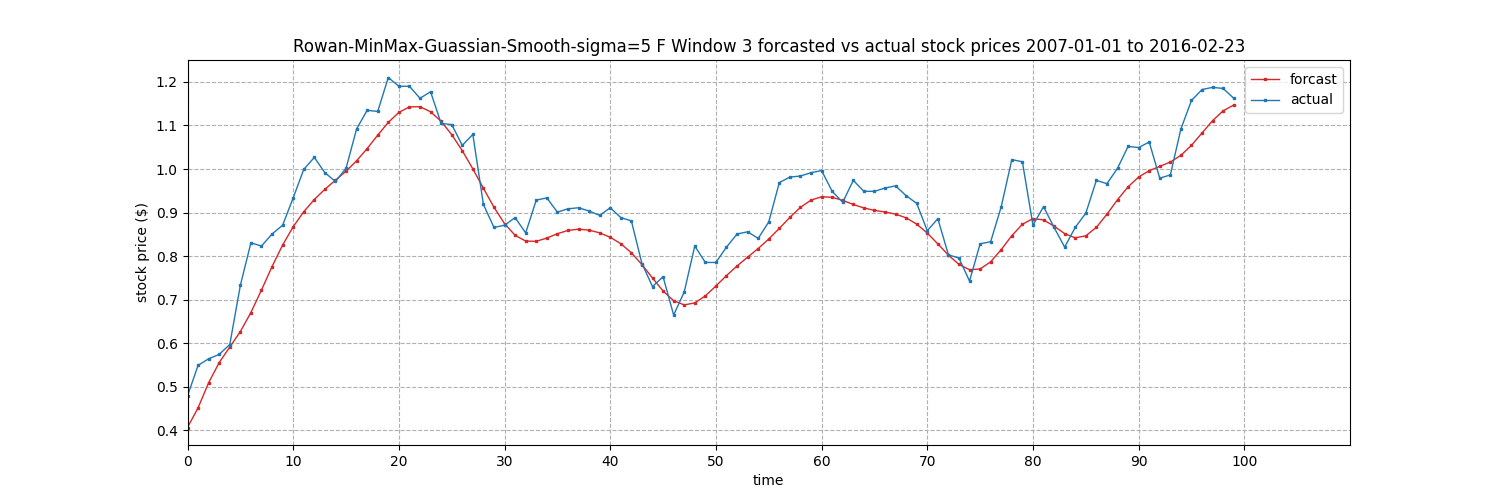 Rowan-MinMax-Guassian-Smooth-sigma=5 F Window 3 forcasted vs actual stock prices 2007-01-01 to 2016-02-23
forcast
actual
stock price ($)
1.2
1.1
1.0
0.9
0.8
0.7
0.6
0.5
0.4
0 10 20 30 40 50 60 70 80 90 100
time